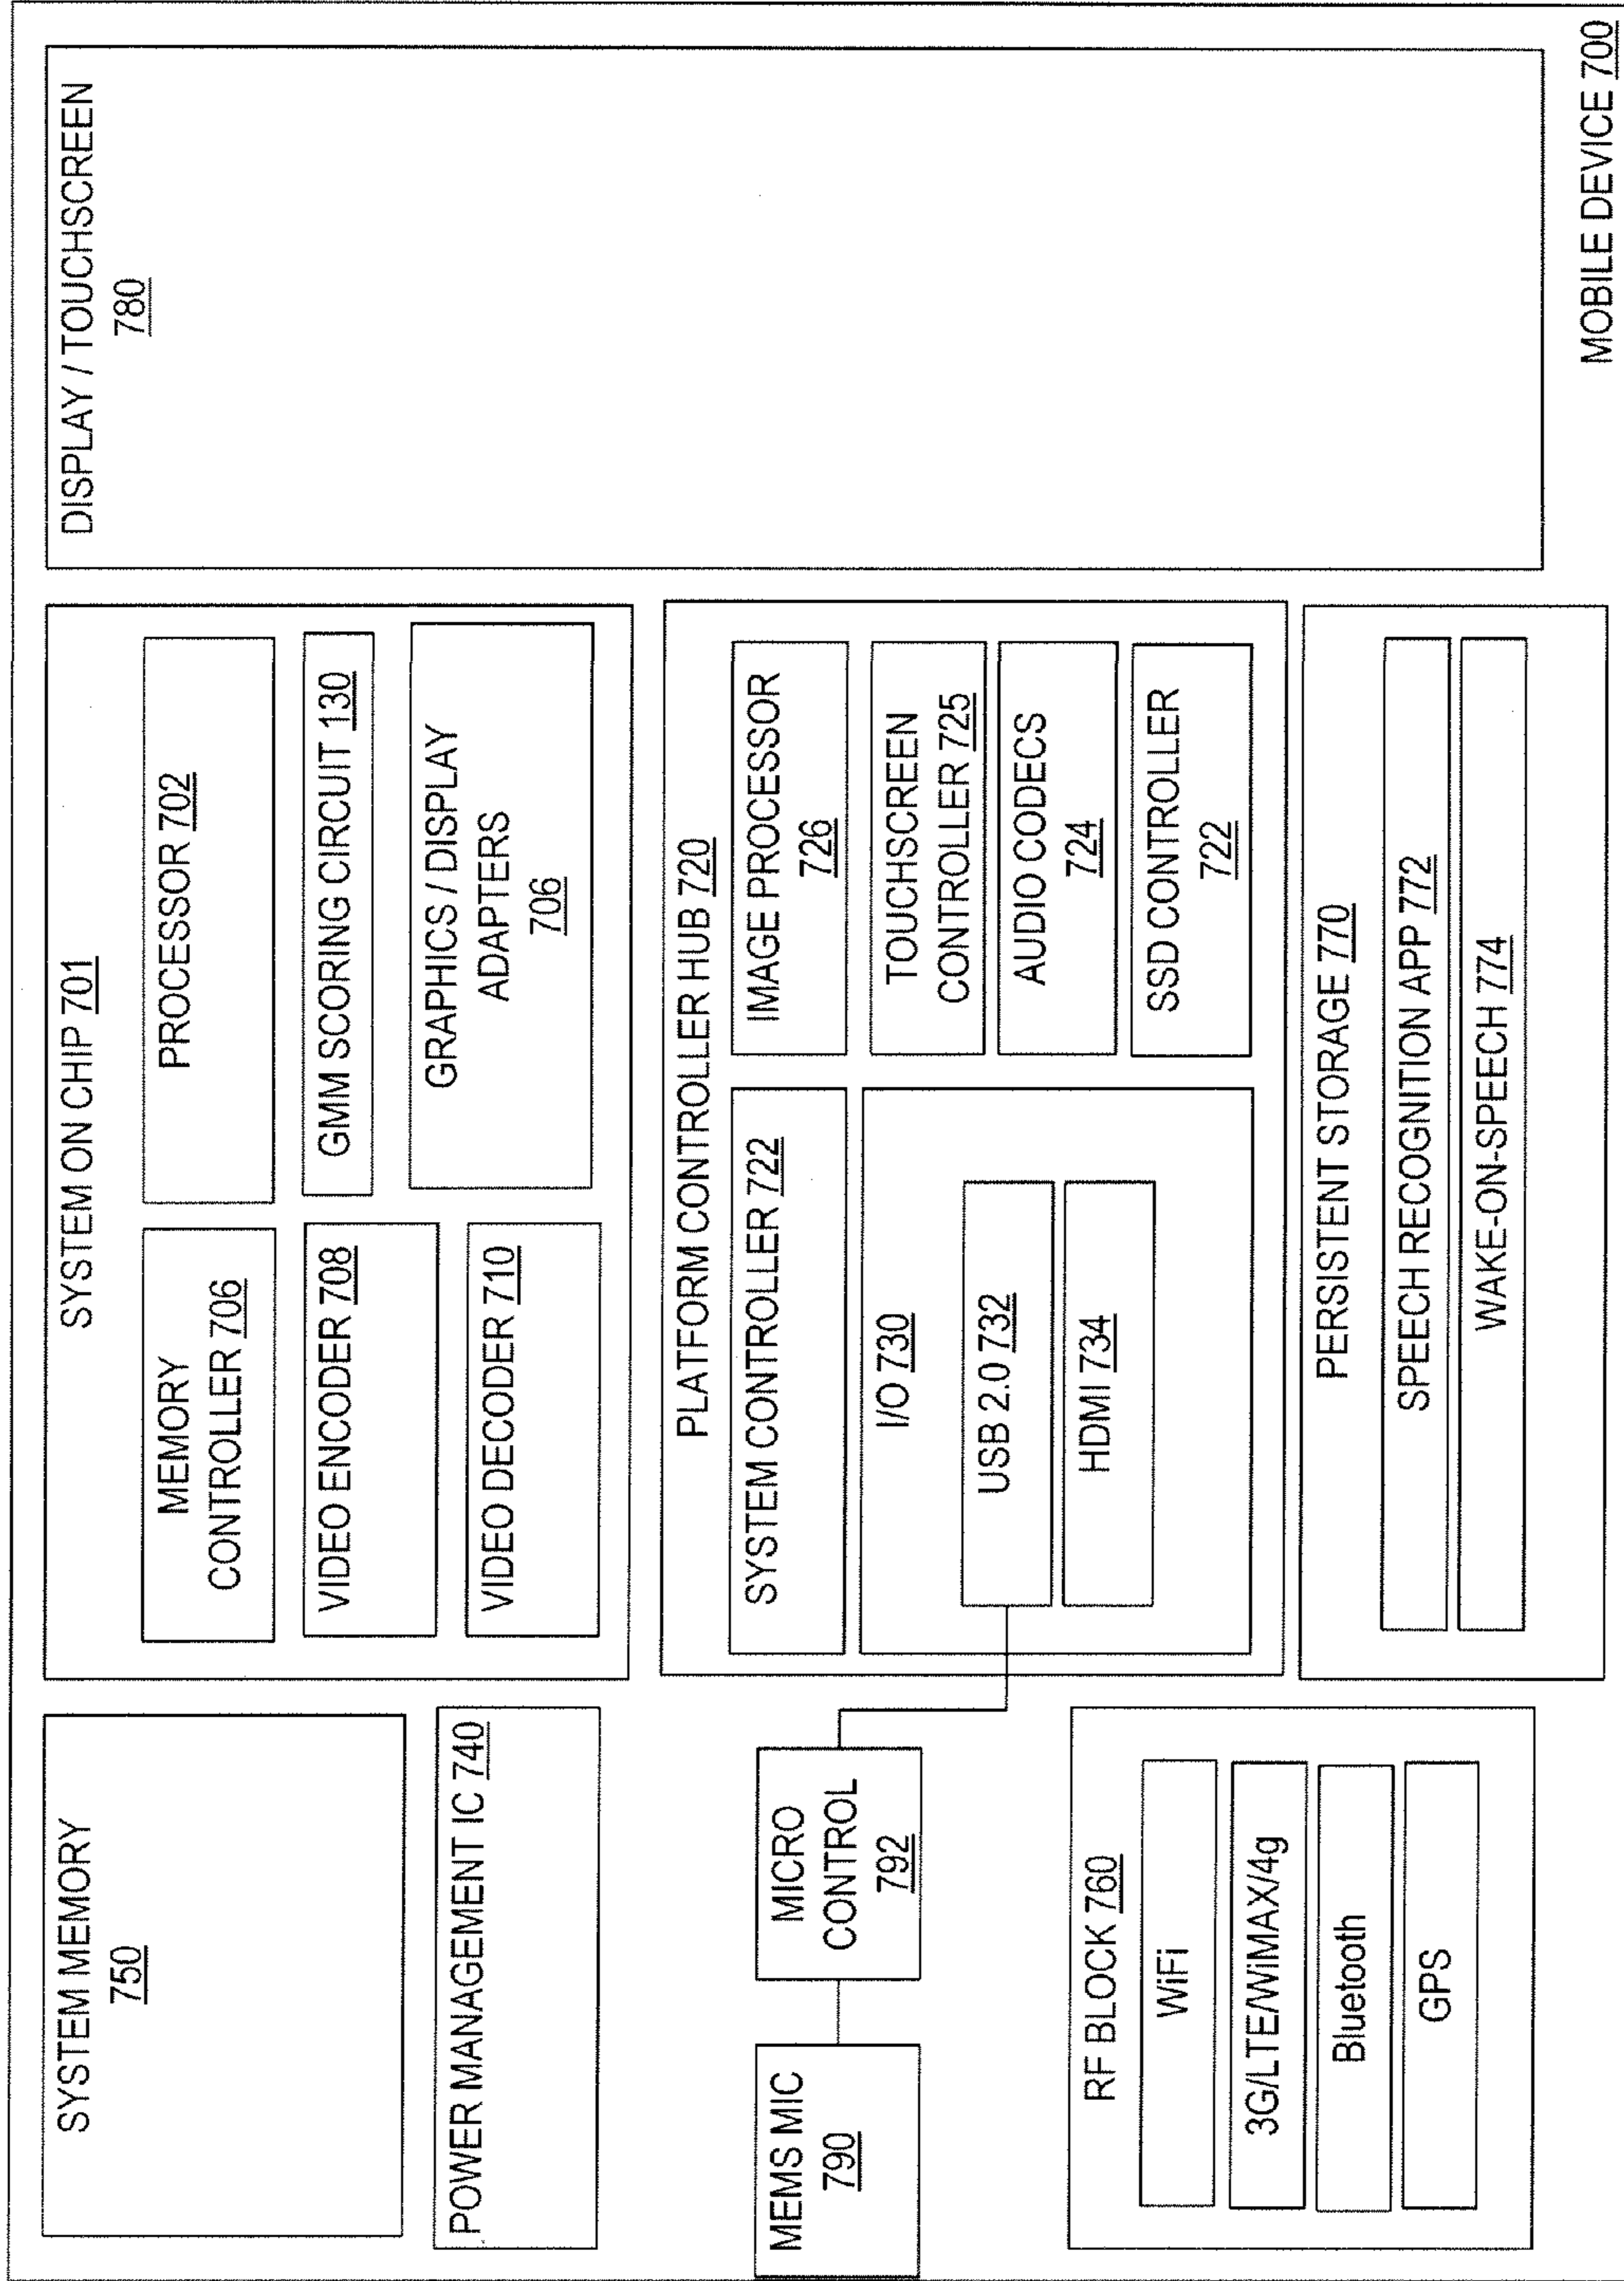 SYSTEM MEMORY
750
POWER MANAGEMENT IC 740
MEMS MIC
790
MICRO
CONTROL
792
RF BLOCK 760
WiFi
3G/LTE/WiMAX/4g
Bluetooth
GPS
SYSTEM ON CHIP 701
MEMORY
CONTROLLER 706
PROCESSOR 702
VIDEO ENCODER 708
GMM SCORING CIRCUIT 130
VIDEO DECODER 710
GRAPHICS / DISPLAY
ADAPTERS
706
PLATFORM CONTROLLER HUB 720
SYSTEM CONTROLLER 722
IMAGE PROCESSOR
726
I/O 730
USB 2.0 732
HDMI 734
TOUCHSCREEN
CONTROLLER 725
AUDIO CODECS
724
SSD CONTROLLER
722
PERSISTENT STORAGE 770
SPEECH RECOGNITION APP 772
WAKE-ON-SPEECH 774
DISPLAY / TOUCHSCREEN
780
MOBILE DEVICE 700